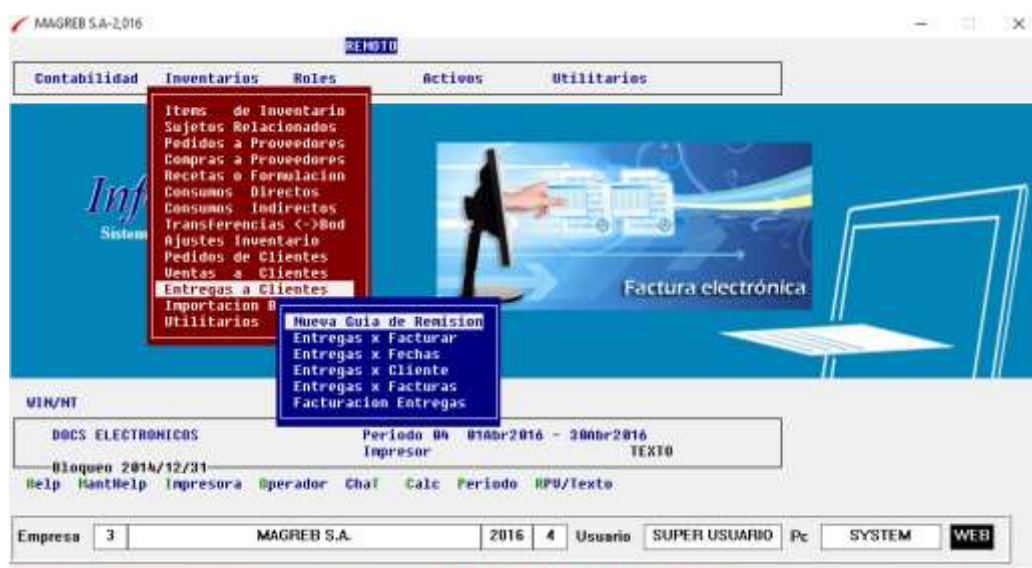 MAGREB S.A-2,016
REMOTO
Contabilidad Inventarios Roles Activos Utilitarios
Items de Inventario
Sujetos Relacionados
Pedidos a Proveedores
Compras a Proveedores
Recetas o Formulacion
Consumos Directos
Consumos Indirectos
Transferencias <->Bod
Ajustes Inventario
Pedidos de Clientes
Ventas a Clientes
Entregas a Clientes
Importacion B
Utilitarios
Inf
Sistem
Factura electrónica
Nueva Guia de Remision
Entregas x Facturar
Entregas x Fechas
Entregas x Cliente
Entregas x Facturas
Facturacion Entregas
WIN/NT
DOCS ELECTRONICOS Periodo 04 01Abr2016 - 30Abr2016
Impresor TEXTO
Bloqueo 2014/12/31
Help MantHelp Impresora Operador Chat Calc Periodo RPV/Texto
Empresa 3 MAGREB S.A. 2016 4 Usuario SUPER USUARIO Pc SYSTEM WEB